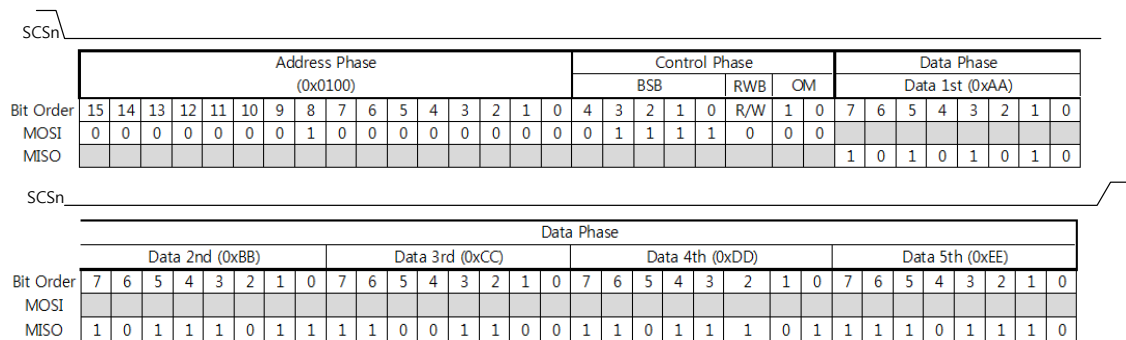 SCSn
Address Phase Control Phase Data Phase
(0x0100) BSB RWB OM Data 1st (0xAA)
Bit Order 15 14 13 12 11 10 9 8 7 6 5 4 3 2 1 0 4 3 2 1 0 R/W 1 0 7 6 5 4 3 2 1 0
MOSI 0 0 0 0 0 0 0 1 0 0 0 0 0 0 0 0 0 1 1 1 1 0 0 0
MISO 1 0 1 0 1 0 1 0
SCSn
Data Phase
Data 2nd (0xBB) Data 3rd (0xCC) Data 4th (0xDD) Data 5th (0xEE)
Bit Order 7 6 5 4 3 2 1 0 7 6 5 4 3 2 1 0 7 6 5 4 3 2 1 0 7 6 5 4 3 2 1 0
MOSI
MISO 1 0 1 1 1 0 1 1 1 1 0 0 1 1 0 0 1 1 0 1 1 1 0 1 1 1 1 0 1 1 1 0